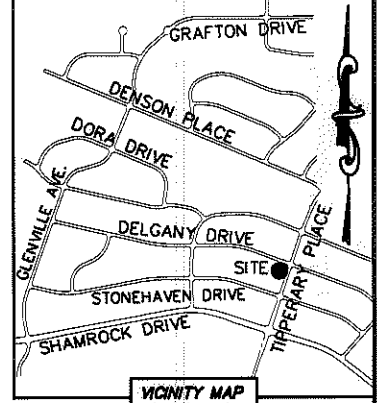 GRAFTON DRIVE
DENSON PLACE
DORA DRIVE
GLENVILLE AVE.
DELGANY DRIVE
TIPPERARY PLACE
SITE
STONEHAVEN DRIVE
SHAMROCK DRIVE
VICINITY MAP